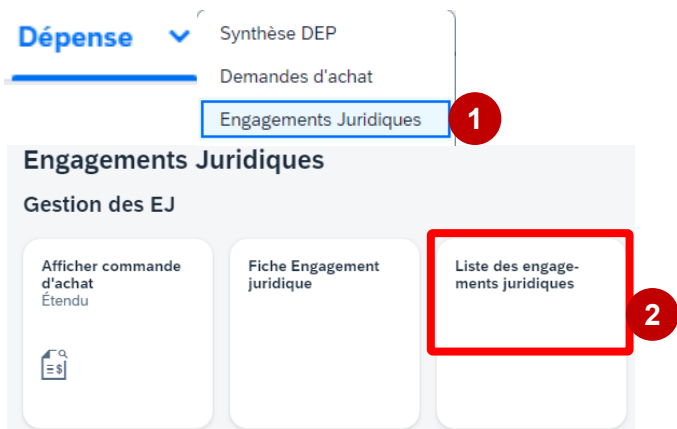 Dépense
Synthèse DEP
Demandes d'achat
Engagements Juridiques
1
Engagements Juridiques
Gestion des EJ
Afficher commande
d'achat
Étendu
Fiche Engagement
juridique
Liste des engage-
ments juridiques
2